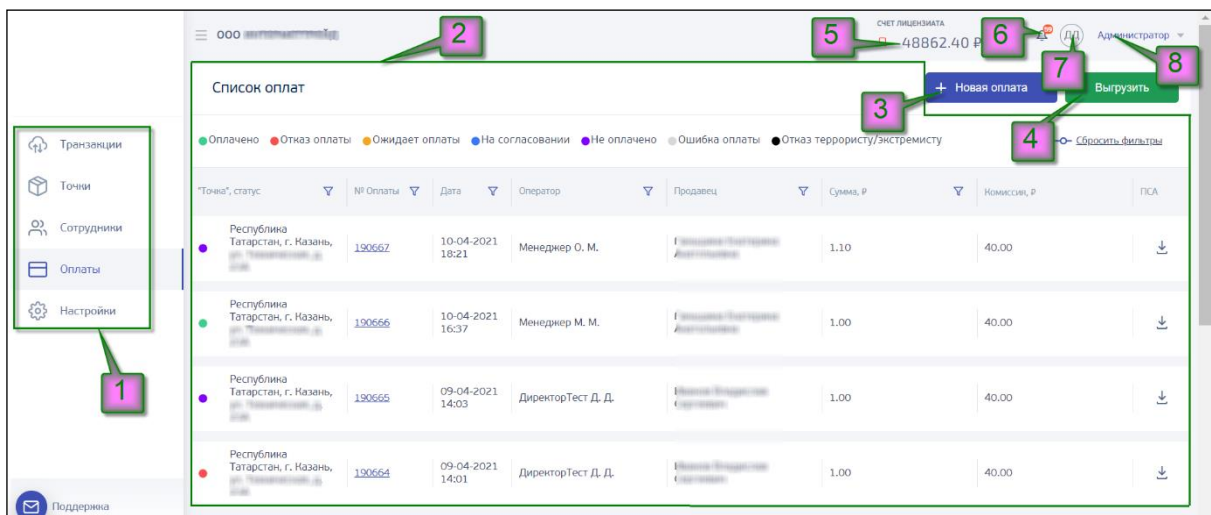 ООО
2
СЧЕТ ЛИЦЕНЗИАТА
5
48862.40 ₽
6
ДД
Администратор
7
8
Список оплат
+ Новая оплата
Выгрузить
3
4
Оплачено Отказ оплаты Ожидает оплаты На согласовании Не оплачено Ошибка оплаты Отказ террористу/экстремисту
Сбросить фильтры
Транзакции
Точки
Сотрудники
Оплаты
Настройки
1
Поддержка
"Точка", статус № Оплаты Дата Оператор Продавец Сумма, ₽ Комиссия, ₽ ПСА
Республика
Татарстан, г. Казань,
190667
10-04-2021
18:21
Менеджер О. М.
1.10
40.00
Республика
Татарстан, г. Казань,
190666
10-04-2021
16:37
Менеджер М. М.
1.00
40.00
Республика
Татарстан, г. Казань,
190665
09-04-2021
14:03
ДиректорТест Д. Д.
1.00
40.00
Республика
Татарстан, г. Казань,
190664
09-04-2021
14:01
ДиректорТест Д. Д.
1.00
40.00